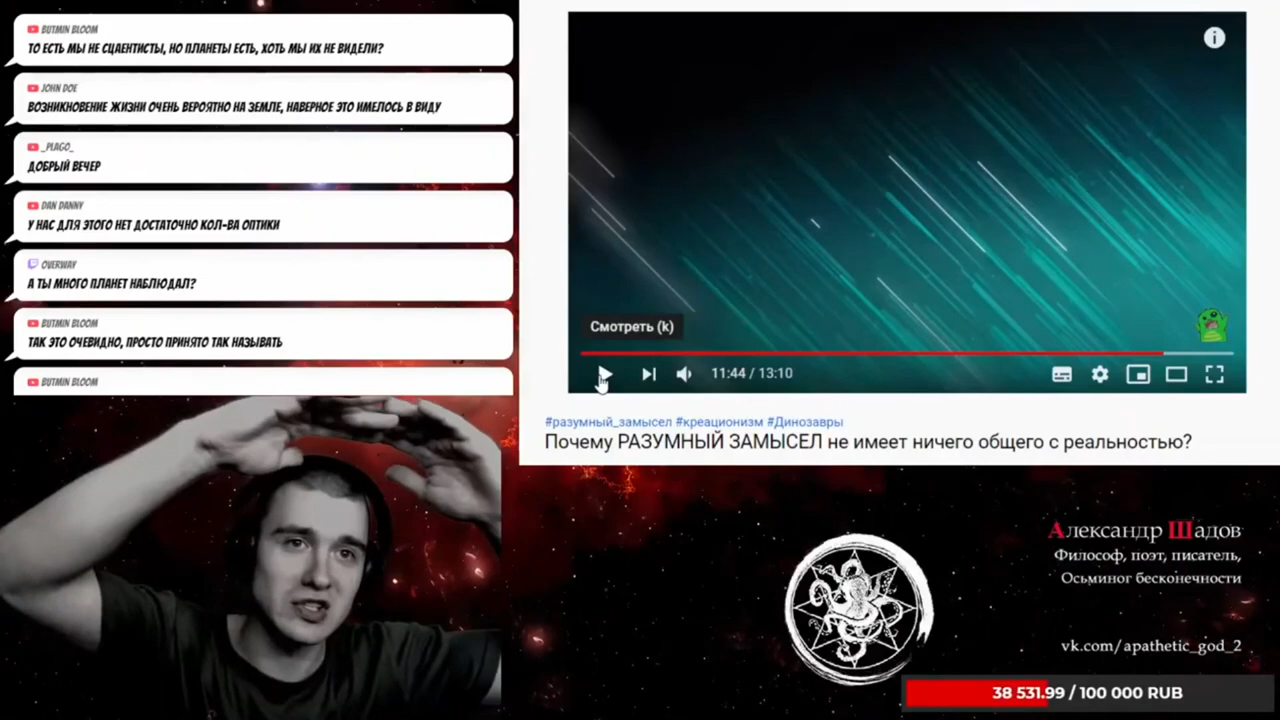 BUTMIN BLOOM
ТО ЕСТЬ МЫ НЕ СЦАЕНТИСТЫ, НО ПЛАНЕТЫ ЕСТЬ, ХОТЬ МЫ ИХ НЕ ВИДЕЛИ?
JOHN DOE
ВОЗНИКНОВЕНИЕ ЖИЗНИ ОЧЕНЬ ВЕРОЯТНО НА ЗЕМЛЕ, НАВЕРНОЕ ЭТО ИМЕЛОСЬ В ВИДУ
_PLAGO_
ДОБРЫЙ ВЕЧЕР
DAN DANNY
У НАС ДЛЯ ЭТОГО НЕТ ДОСТАТОЧНО КОЛ-ВА ОПТИКИ
OVERWAY
А ТЫ МНОГО ПЛАНЕТ НАБЛЮДАЛ?
BUTMIN BLOOM
ТАК ЭТО ОЧЕВИДНО, ПРОСТО ПРИНЯТО ТАК НАЗЫВАТЬ
BUTMIN BLOOM
Смотреть (k)
11:44 / 13:10
#разумный_замысел #креационизм #Динозавры
Почему РАЗУМНЫЙ ЗАМЫСЕЛ не имеет ничего общего с реальностью?
Александр Шадов
Философ, поэт, писатель,
Осьминог бесконечности
vk.com/apathetic_god_2
38 531.99 / 100 000 RUB